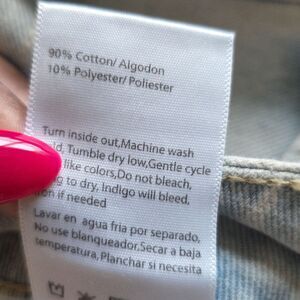 90% Cotton/ Algodon
10% Polyester/ Poliester
Turn inside out,Machine wash
Tumble dry low,Gentle cycle
like colors,Do not bleach,
to dry, Indigo will bleed.
if needed
Lavar en agua fria por separado,
No use blanqueador,Secar a baja
temperatura,Planchar si necesita